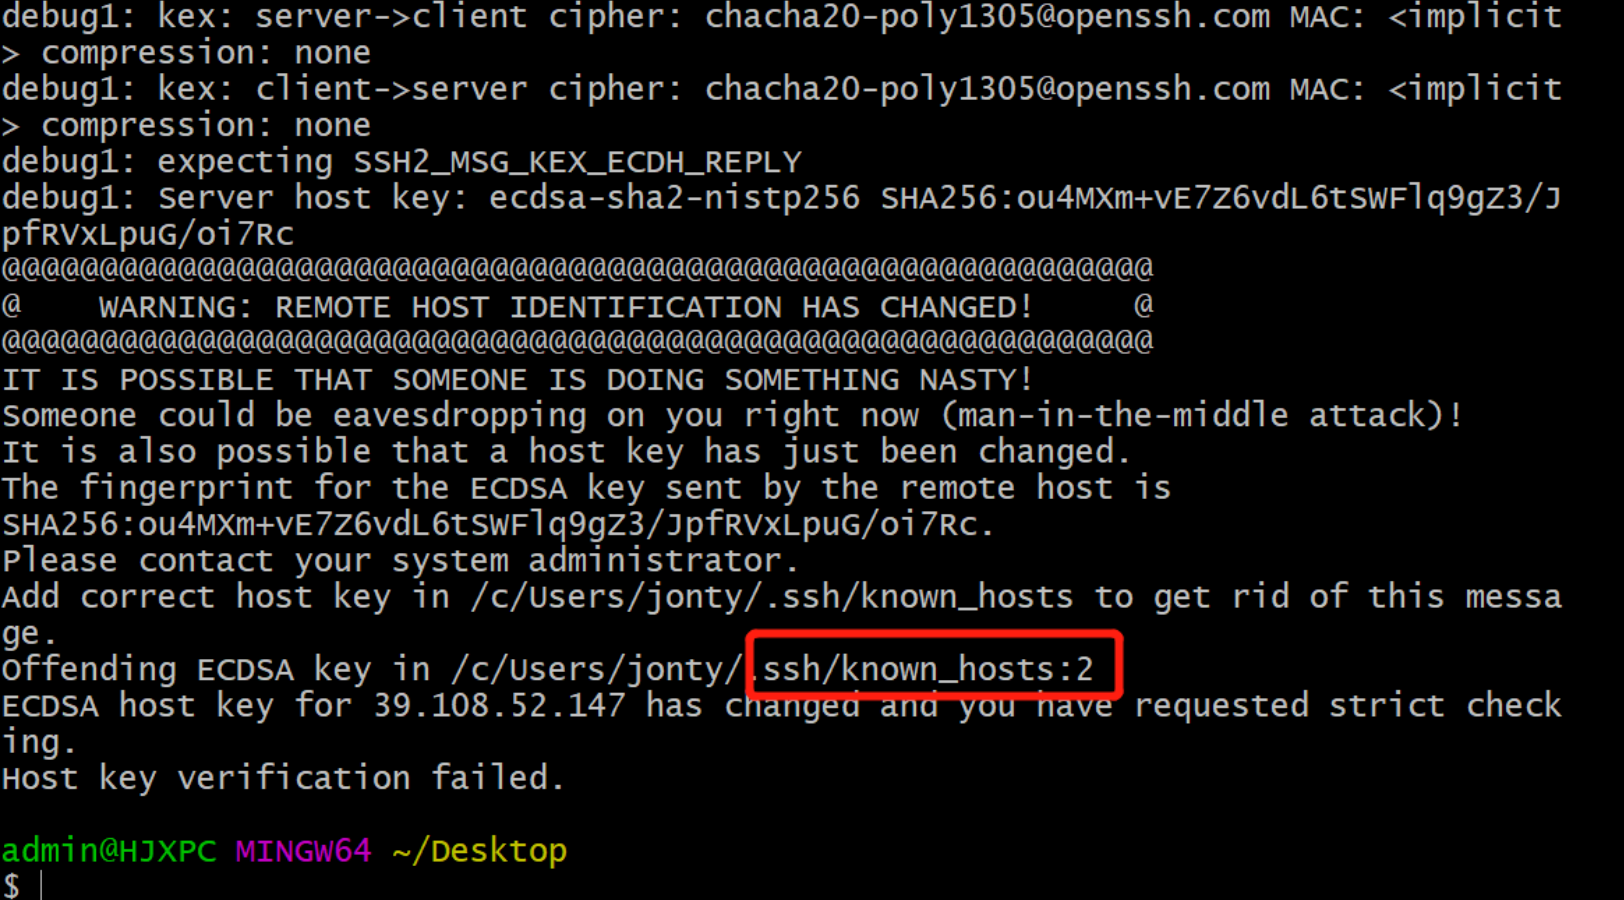 debug1: kex: server->client cipher: chacha20-poly1305@openssh.com MAC: <implicit
> compression: none
debug1: kex: client->server cipher: chacha20-poly1305@openssh.com MAC: <implicit
> compression: none
debug1: expecting SSH2_MSG_KEX_ECDH_REPLY
debug1: Server host key: ecdsa-sha2-nistp256 SHA256:ou4MXm+vE7Z6vdL6tSWFlq9gZ3/J
pfRVxLpuG/oi7Rc
@@@@@@@@@@@@@@@@@@@@@@@@@@@@@@@@@@@@@@@@@@@@@@@@@@@@@@@@@@@
@    WARNING: REMOTE HOST IDENTIFICATION HAS CHANGED!     @
@@@@@@@@@@@@@@@@@@@@@@@@@@@@@@@@@@@@@@@@@@@@@@@@@@@@@@@@@@@
IT IS POSSIBLE THAT SOMEONE IS DOING SOMETHING NASTY!
Someone could be eavesdropping on you right now (man-in-the-middle attack)!
It is also possible that a host key has just been changed.
The fingerprint for the ECDSA key sent by the remote host is
SHA256:ou4MXm+vE7Z6vdL6tSWFlq9gZ3/JpfRVxLpuG/oi7Rc.
Please contact your system administrator.
Add correct host key in /c/Users/jonty/.ssh/known_hosts to get rid of this messa
ge.
Offending ECDSA key in /c/Users/jonty/.ssh/known_hosts:2
ECDSA host key for 39.108.52.147 has changed and you have requested strict check
ing.
Host key verification failed.
admin@HJXPC MINGW64 ~/Desktop
$